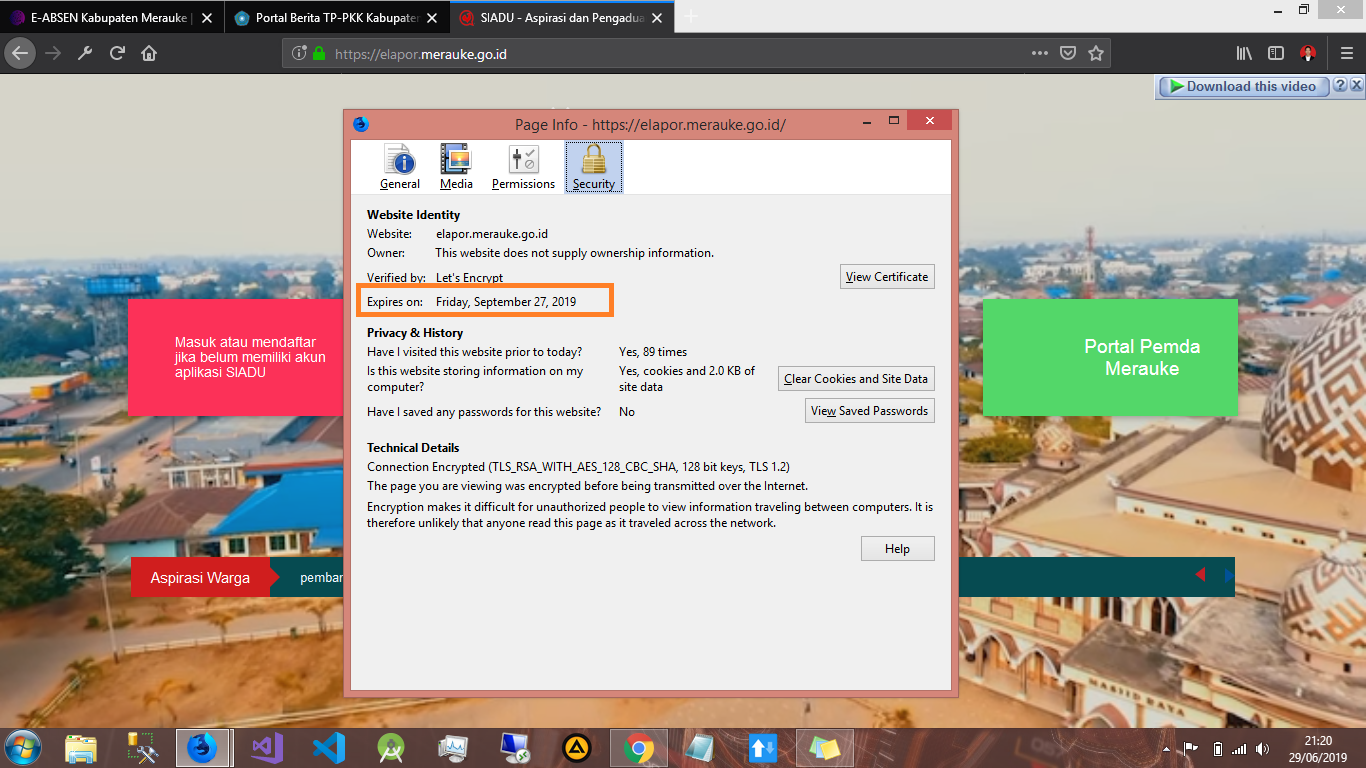 E-ABSEN Kabupaten Merauke |
Portal Berita TP-PKK Kabupaten
SIADU - Aspirasi dan Pengadua
https://elapor.merauke.go.id
Download this video
Page Info - https://elapor.merauke.go.id/
General
Media
Permissions
Security
Website Identity
Website: elapor.merauke.go.id
Owner: This website does not supply ownership information.
Verified by: Let's Encrypt
View Certificate
Expires on: Friday, September 27, 2019
Privacy & History
Have I visited this website prior to today? Yes, 89 times
Is this website storing information on my
computer?
Yes, cookies and 2.0 KB of
site data
Clear Cookies and Site Data
Have I saved any passwords for this website? No
View Saved Passwords
Technical Details
Connection Encrypted (TLS_RSA_WITH_AES_128_CBC_SHA, 128 bit keys, TLS 1.2)
The page you are viewing was encrypted before being transmitted over the Internet.
Encryption makes it difficult for unauthorized people to view information traveling between computers. It is
therefore unlikely that anyone read this page as it traveled across the network.
Help
Masuk atau mendaftar
jika belum memiliki akun
aplikasi SIADU
Portal Pemda
Merauke
Aspirasi Warga
pembar
MASJID RAYA
21:20
29/06/2019